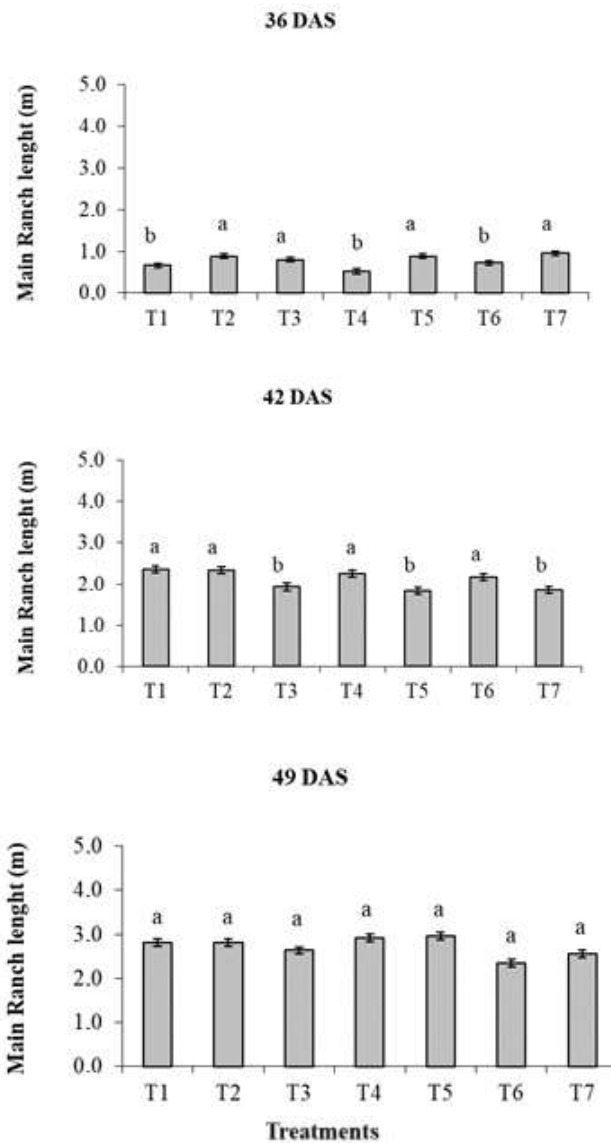 36 DAS
Main Ranch lenght (m)
5.0
4.0
3.0
2.0
1.0
0.0
b a a b a b a
T1 T2 T3 T4 T5 T6 T7
42 DAS
Main Ranch lenght (m)
5.0
4.0
3.0
2.0
1.0
0.0
a a b a b a b
T1 T2 T3 T4 T5 T6 T7
49 DAS
Main Ranch lenght (m)
5.0
4.0
3.0
2.0
1.0
0.0
a a a a a a a
T1 T2 T3 T4 T5 T6 T7
Treatments